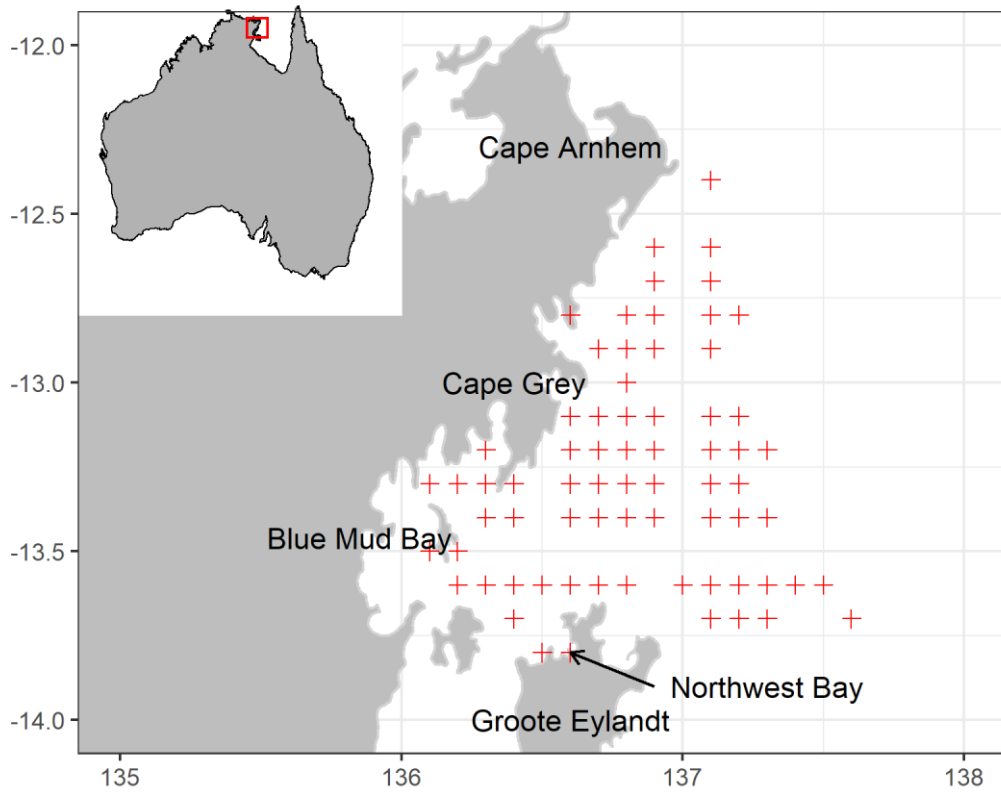 -12.0
Cape Arnhem
-12.5
-13.0
Cape Grey
-13.5
Blue Mud Bay
Northwest Bay
-14.0
Groote Eylandt
135
136
137
138